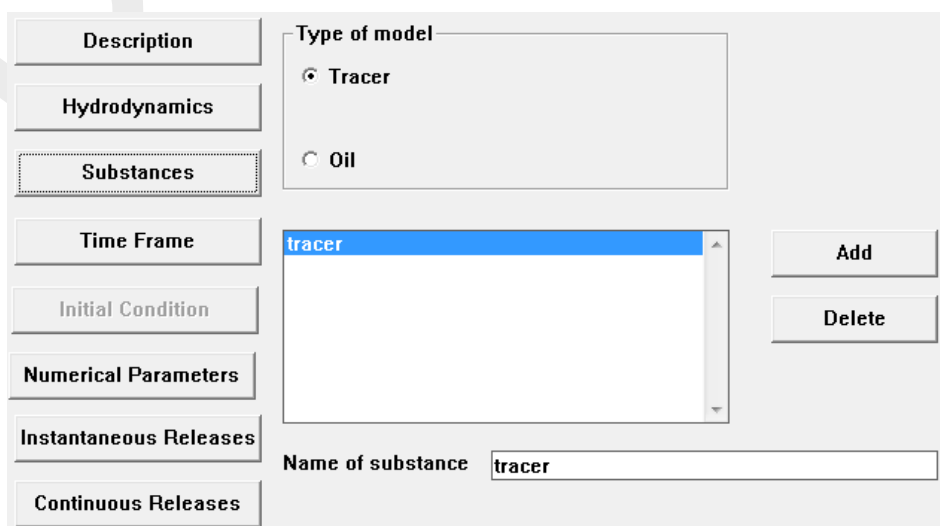 Description
Hydrodynamics
Substances
Time Frame
Initial Condition
Numerical Parameters
Instantaneous Releases
Continuous Releases
Type of model
Tracer
Oil
tracer
Add
Delete
Name of substance tracer